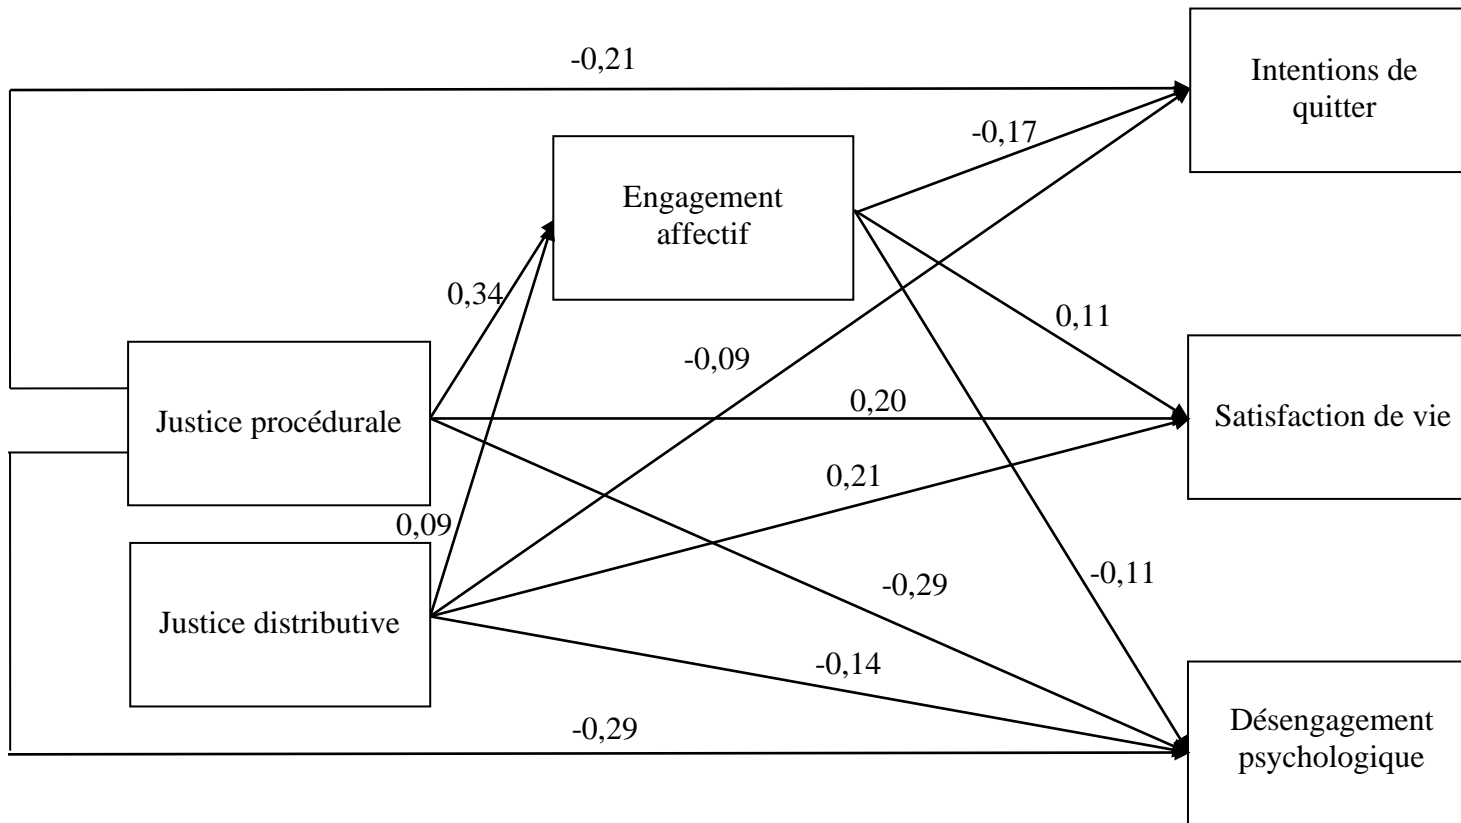 -0,21
Intentions de
quitter
-0,17
Engagement
affectif
0,34
0,11
-0,09
0,20
Justice procédurale
Satisfaction de vie
0,21
0,09
-0,29
-0,11
Justice distributive
-0,14
-0,29
Désengagement
psychologique